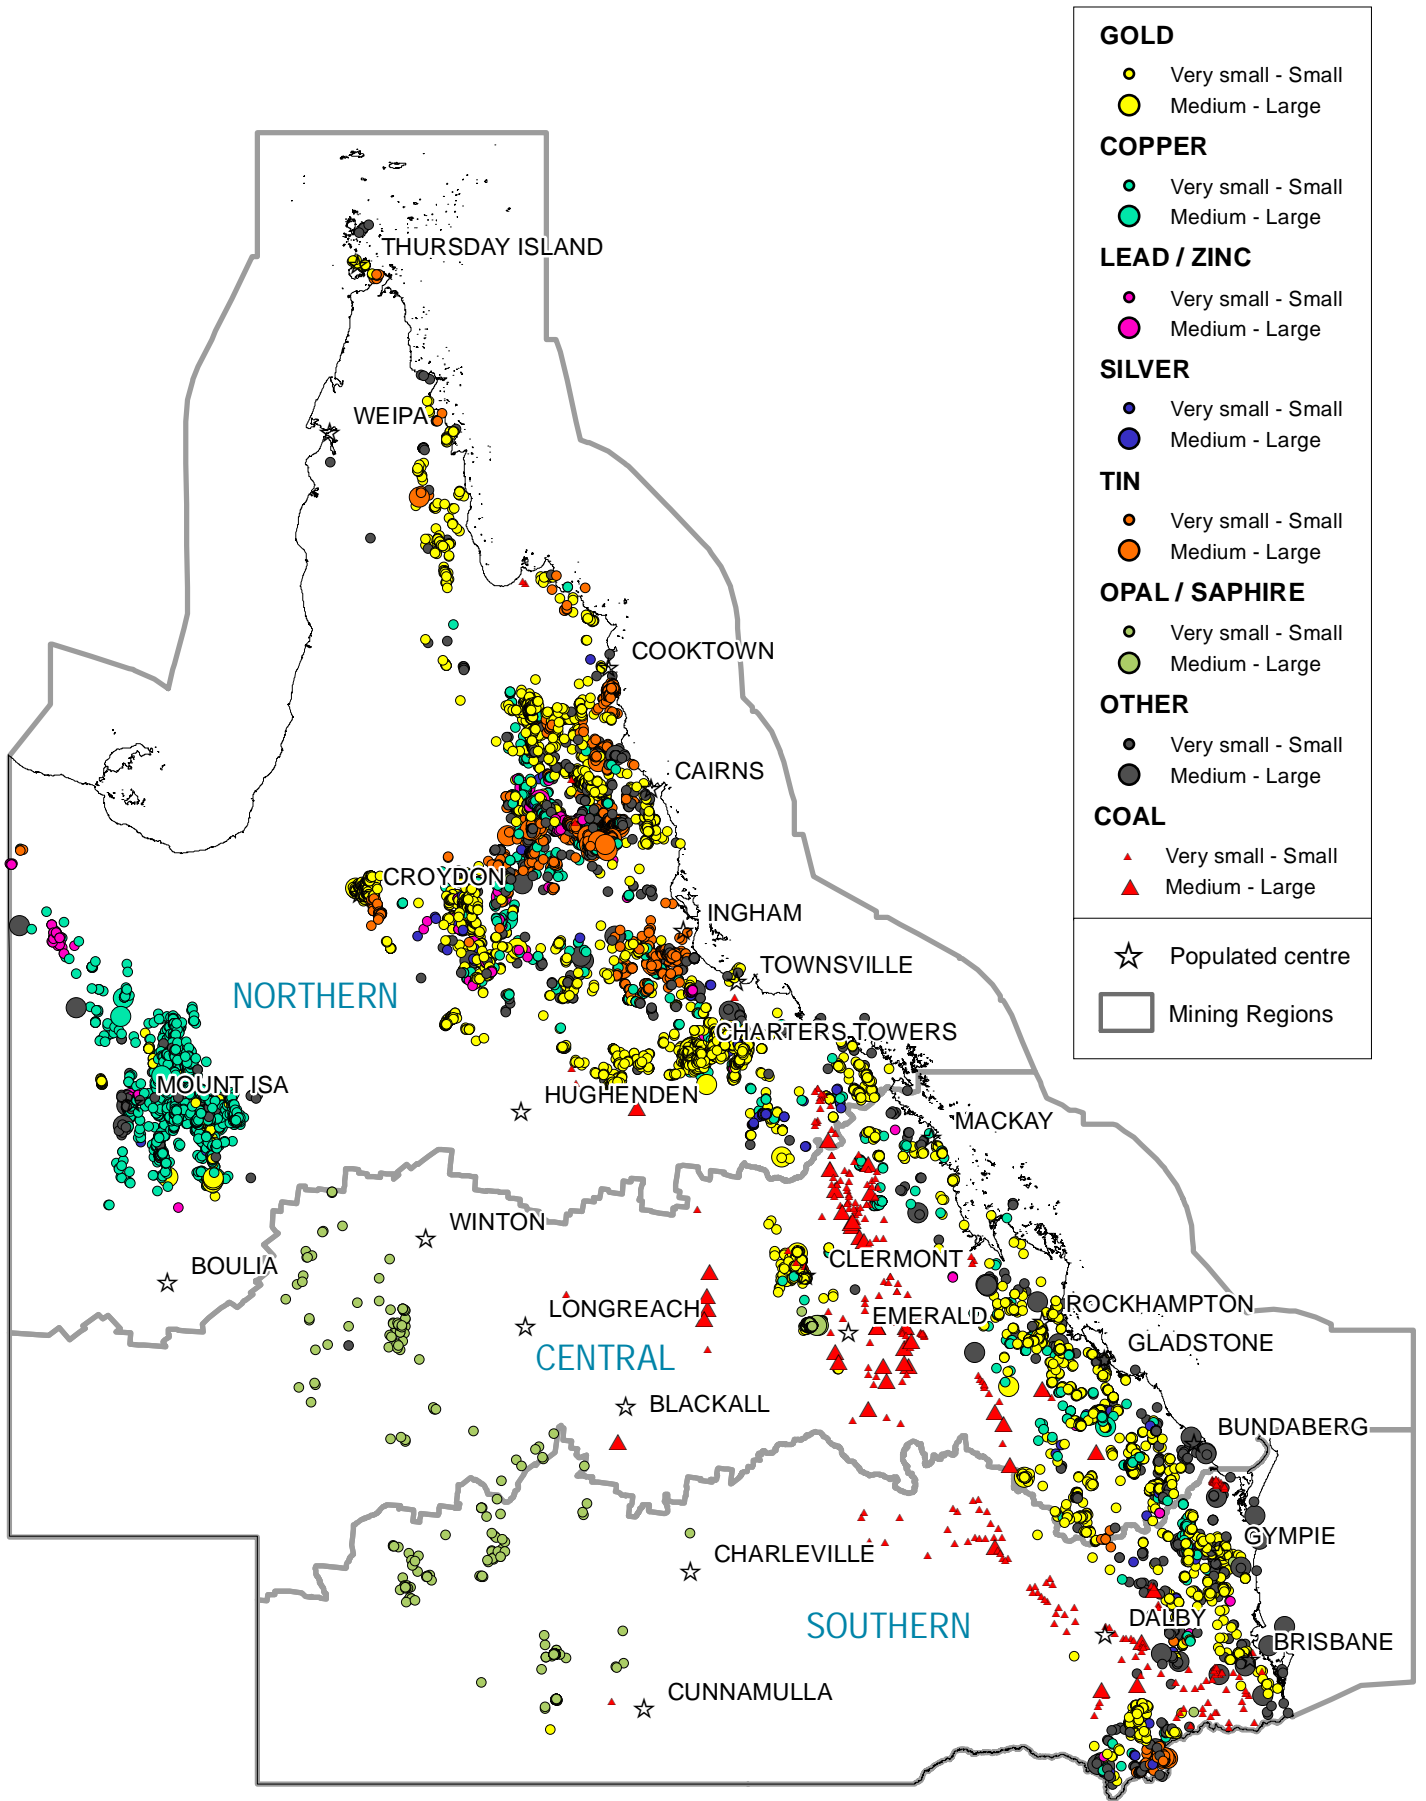 GOLD
Very small - Small
Medium - Large
COPPER
Very small - Small
Medium - Large
LEAD / ZINC
Very small - Small
Medium - Large
SILVER
Very small - Small
Medium - Large
TIN
Very small - Small
Medium - Large
OPAL / SAPHIRE
Very small - Small
Medium - Large
OTHER
Very small - Small
Medium - Large
COAL
Very small - Small
Medium - Large
Populated centre
Mining Regions
THURSDAY ISLAND
WEIPA
COOKTOWN
CAIRNS
CROYDON
INGHAM
TOWNSVILLE
NORTHERN
CHARTERS TOWERS
MOUNT ISA
HUGHENDEN
MACKAY
WINTON
BOULIA
CLERMONT
LONGREACH
EMERALD
ROCKHAMPTON
GLADSTONE
CENTRAL
BLACKALL
BUNDABERG
GYMPIE
CHARLEVILLE
SOUTHERN
DALBY
BRISBANE
CUNNAMULLA